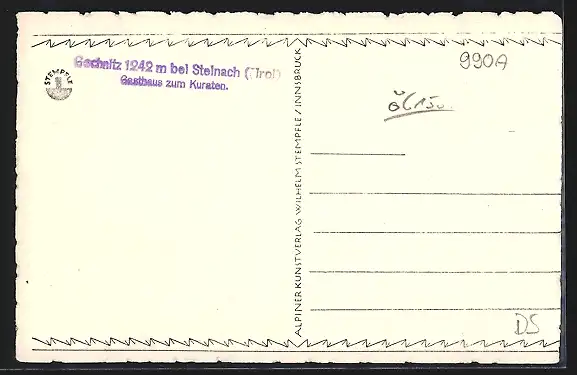 Gschnitz 1242 m bei Steinach (Tirol)
Gasthaus zum Kuraten.
STEMPFLE
ALPINER KUNSTVERLAG WILHELM STEMPFLE / INNSBRUCK
990A
DS